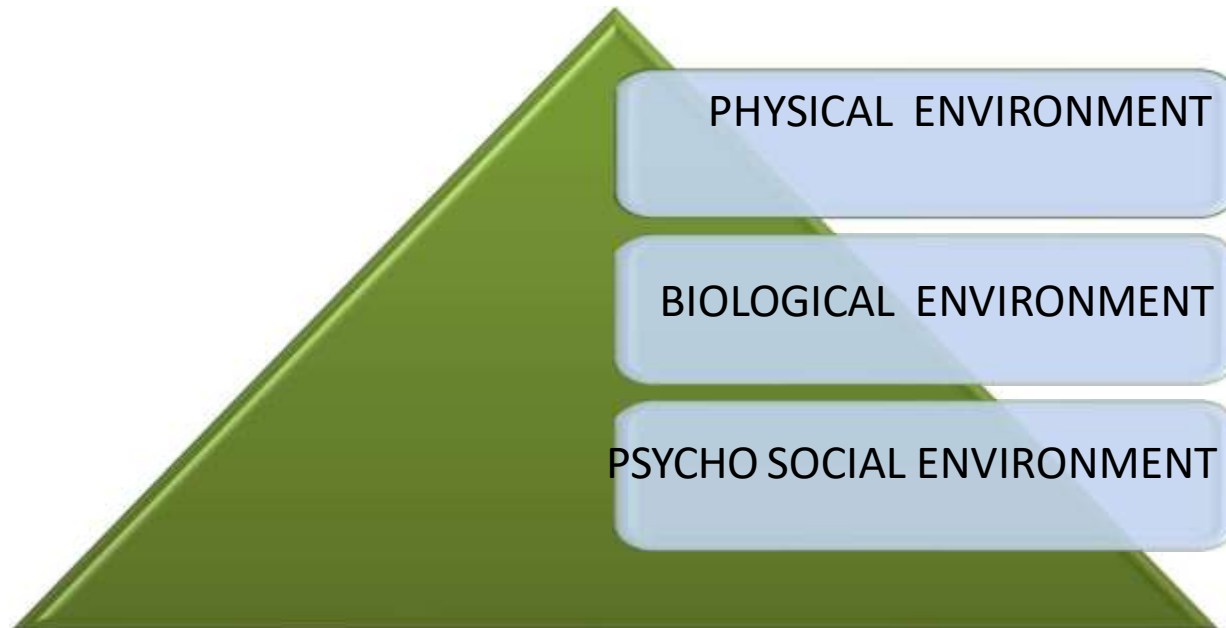 PHYSICAL ENVIRONMENT
BIOLOGICAL ENVIRONMENT
PSYCHO SOCIAL ENVIRONMENT